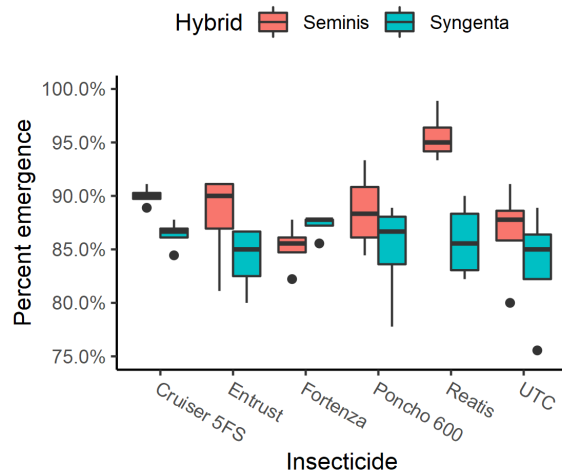 Hybrid Seminis Syngenta
Percent emergence
100.0%
95.0%
90.0%
85.0%
80.0%
75.0%
Cruiser 5FS
Entrust
Fortenza
Poncho 600
Reatis
UTC
Insecticide